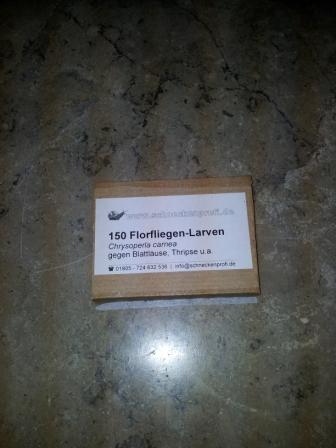 www.schneckenprofi.de
150 Florfliegen-Larven
Chrysoperla carnea
gegen Blattläuse, Thripse u.a.
☎ 01805 - 724 632 536 | info@schneckenprofi.de